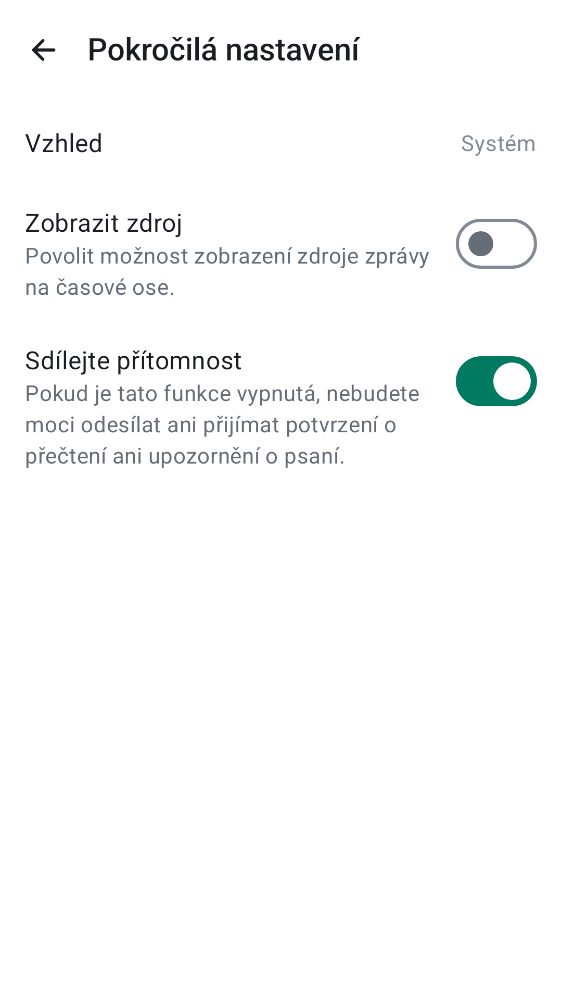 Pokročilá nastavení
Vzhled
Systém
Zobrazit zdroj
Povolit možnost zobrazení zdroje zprávy
na časové ose.
Sdílejte přítomnost
Pokud je tato funkce vypnutá, nebudete
moci odesílat ani přijímat potvrzení o
přečtení ani upozornění o psaní.